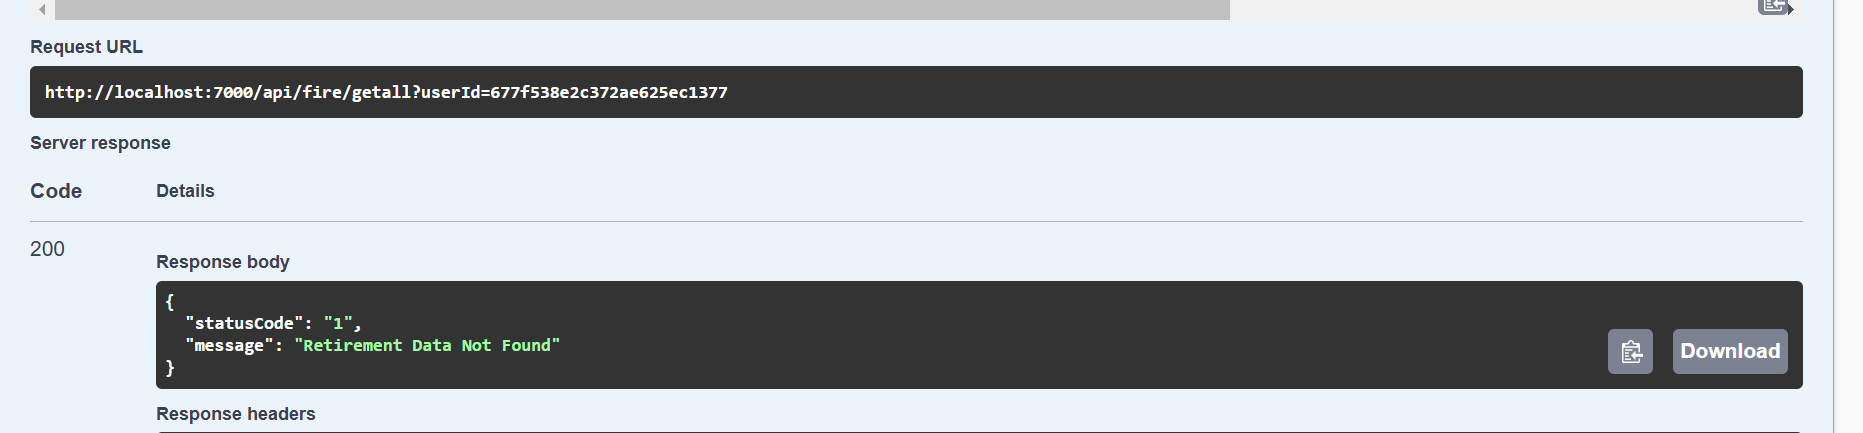 Request URL
http://localhost:7000/api/fire/getall?userId=677f538e2c372ae625ec1377
Server response
Code Details
200
Response body
{
"statusCode": "1",
"message": "Retirement Data Not Found"
}
Download
Response headers